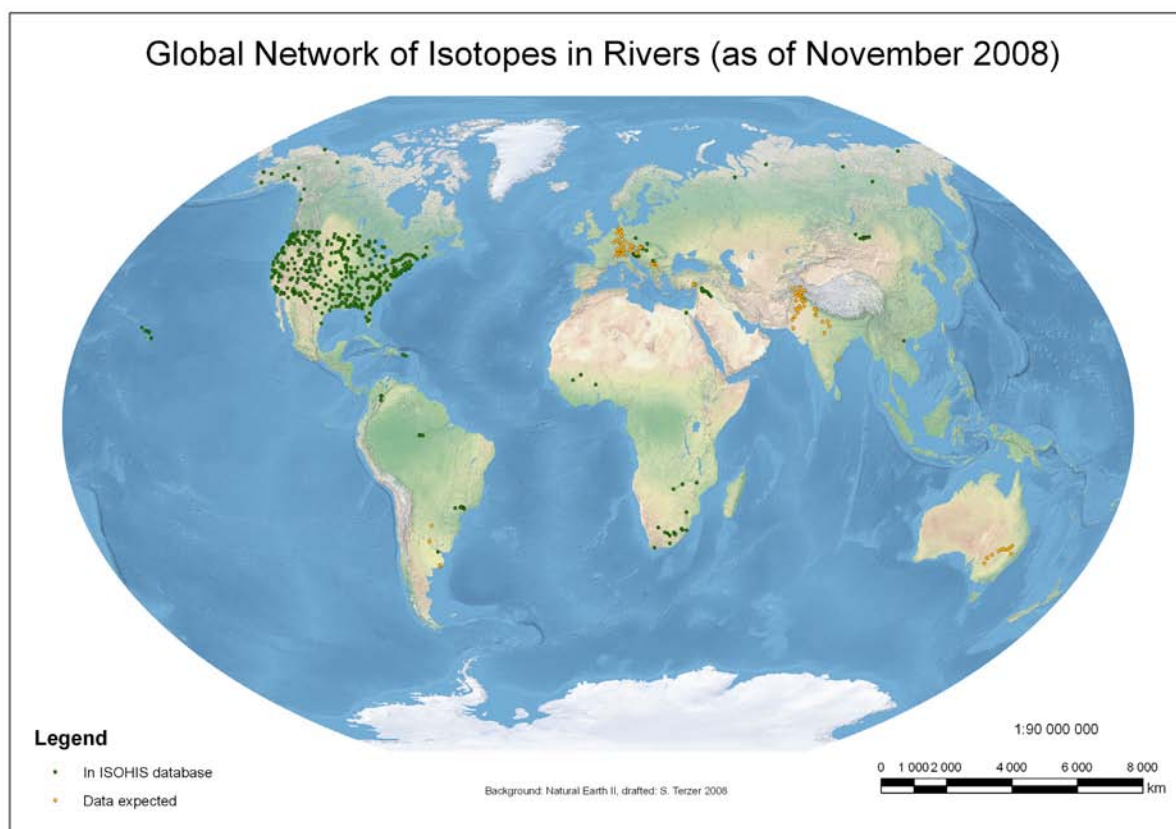 Global Network of Isotopes in Rivers (as of November 2008)
Legend
In ISOHIS database
Data expected
Background: Natural Earth II, drafted: S. Terzer 2008
1:90 000 000
0 1 000 2 000 4 000 6 000 8 000
km